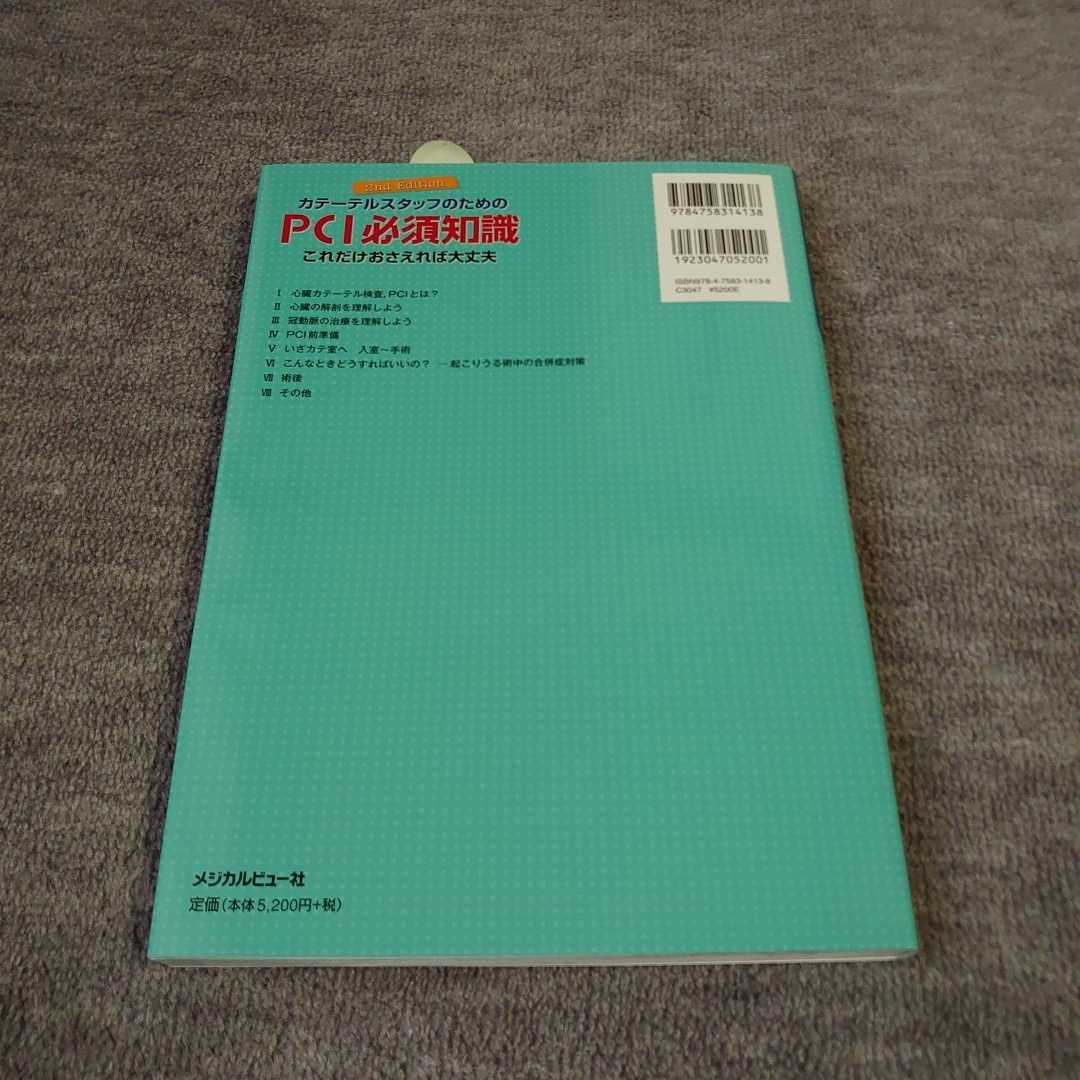 2nd Edition
カテーテルスタッフのための
PCI必須知識
これだけおさえれば大丈夫
Ⅰ 心臓カテーテル検査，PCIとは？
Ⅱ 心臓の解剖を理解しよう
Ⅲ 冠動脈の治療を理解しよう
Ⅳ PCI前準備
Ⅴ いざカテ室へ 入室～手術
Ⅵ こんなときどうすればいいの？ ―起こりうる術中の合併症対策
Ⅶ 術後
Ⅷ その他
9784758314138
1923047052001
ISBN978-4-7583-1413-8
C3047 ¥5200E
メジカルビュー社
定価（本体5,200円+税）